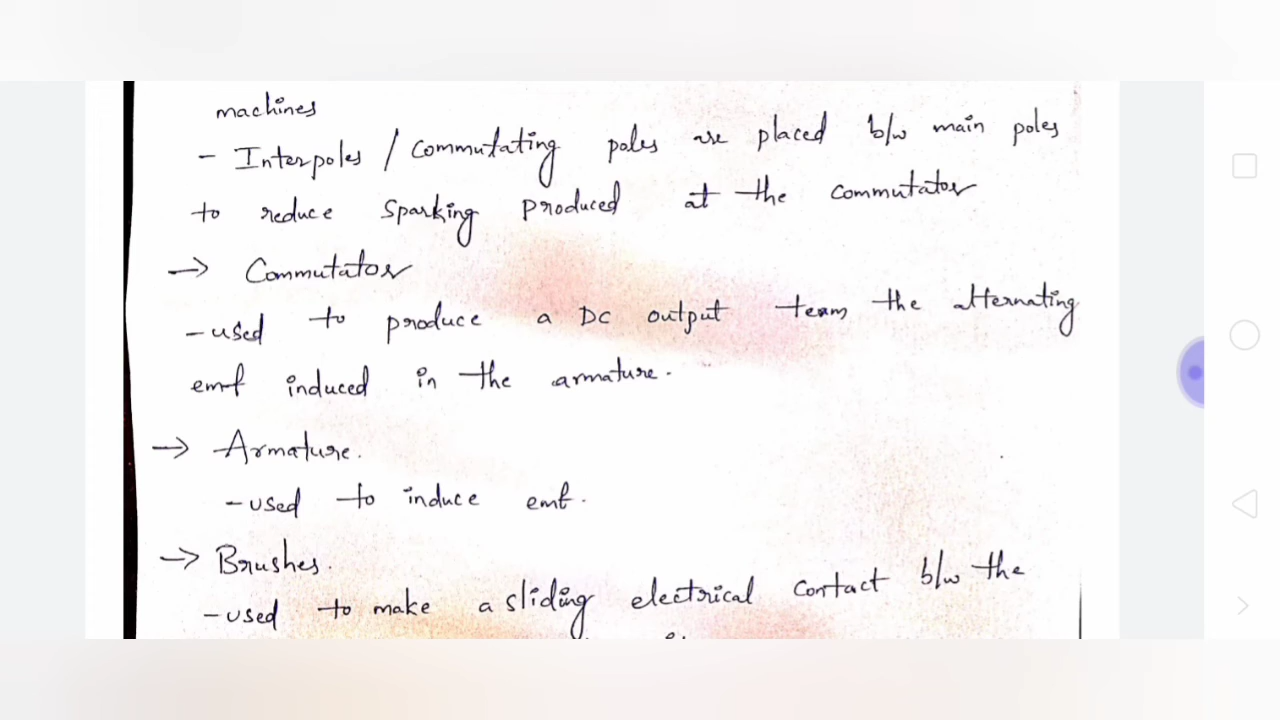 machines
- Interpoles / Commutating poles are placed b/w main poles
to reduce sparking produced at the commutator
→ Commutator
- used to produce a DC output from the alternating
emf induced in the armature.
→ Armature.
- used to induce emf.
→ Brushes.
- used to make a sliding electrical contact b/w the